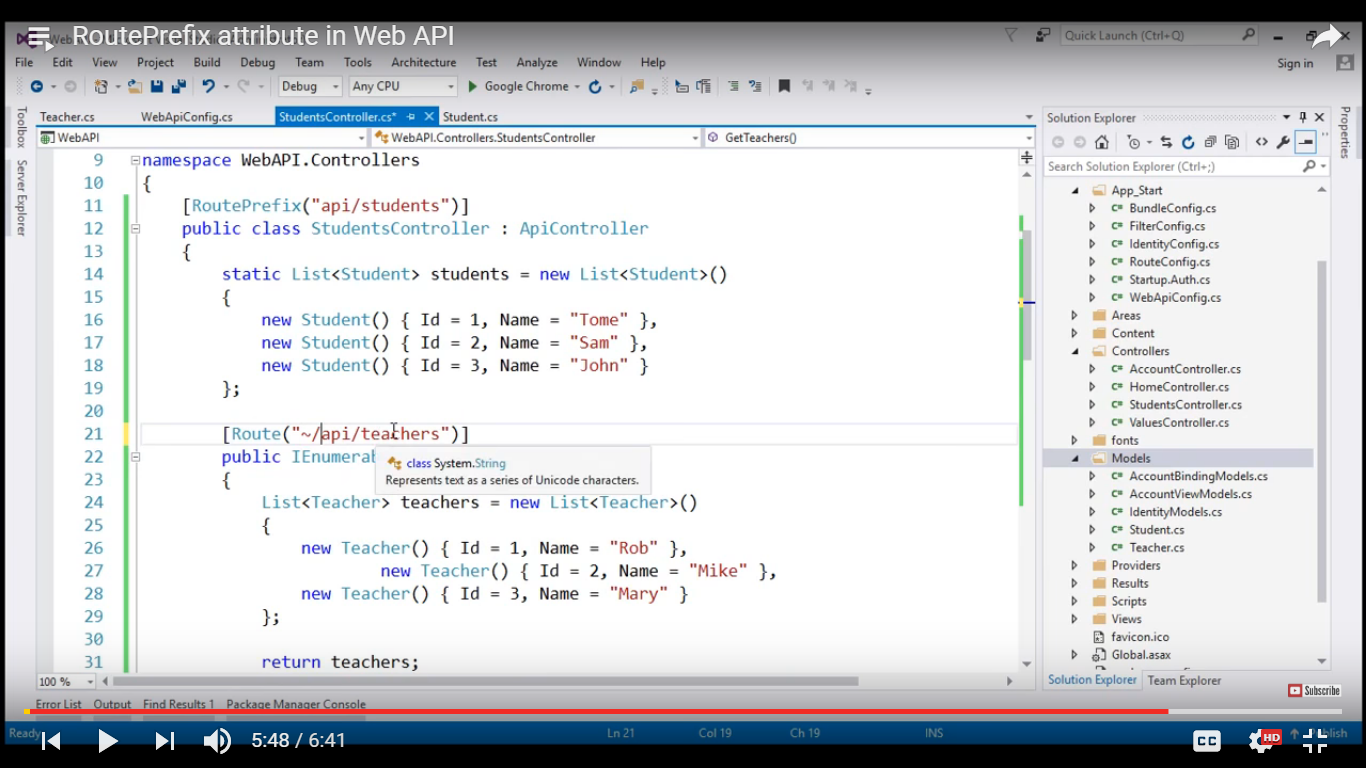 RoutePrefix attribute in Web API
Quick Launch (Ctrl+Q)
File Edit View Project Build Debug Team Tools Architecture Test Analyze Window Help
Sign in
Debug Any CPU Google Chrome
Toolbox
Server Explorer
Teacher.cs WebApiConfig.cs StudentsController.cs* Student.cs
WebAPI WebAPI.Controllers.StudentsController GetTeachers()
9 namespace WebAPI.Controllers
10 {
11 [RoutePrefix("api/students")]
12 public class StudentsController : ApiController
13 {
14 static List<Student> students = new List<Student>()
15 {
16 new Student() { Id = 1, Name = "Tome" },
17 new Student() { Id = 2, Name = "Sam" },
18 new Student() { Id = 3, Name = "John" }
19 };
20
21 [Route("~/api/teachers")]
22 public IEnumerab
class System.String
Represents text as a series of Unicode characters.
23 {
24 List<Teacher> teachers = new List<Teacher>()
25 {
26 new Teacher() { Id = 1, Name = "Rob" },
27 new Teacher() { Id = 2, Name = "Mike" },
28 new Teacher() { Id = 3, Name = "Mary" }
29 };
30
31 return teachers;
100 %
Solution Explorer
Search Solution Explorer (Ctrl+;)
App_Start
C# BundleConfig.cs
C# FilterConfig.cs
C# IdentityConfig.cs
C# RouteConfig.cs
C# Startup.Auth.cs
C# WebApiConfig.cs
Areas
Content
Controllers
C# AccountController.cs
C# HomeController.cs
C# StudentsController.cs
C# ValuesController.cs
fonts
Models
C# AccountBindingModels.cs
C# AccountViewModels.cs
C# IdentityModels.cs
C# Student.cs
C# Teacher.cs
Providers
Results
Scripts
Views
favicon.ico
Global.asax
Solution Explorer Team Explorer
Properties
Subscribe
Error List Output Find Results 1 Package Manager Console
Ready Ln 21 Col 19 Ch 19 INS
5:48 / 6:41
CC HD